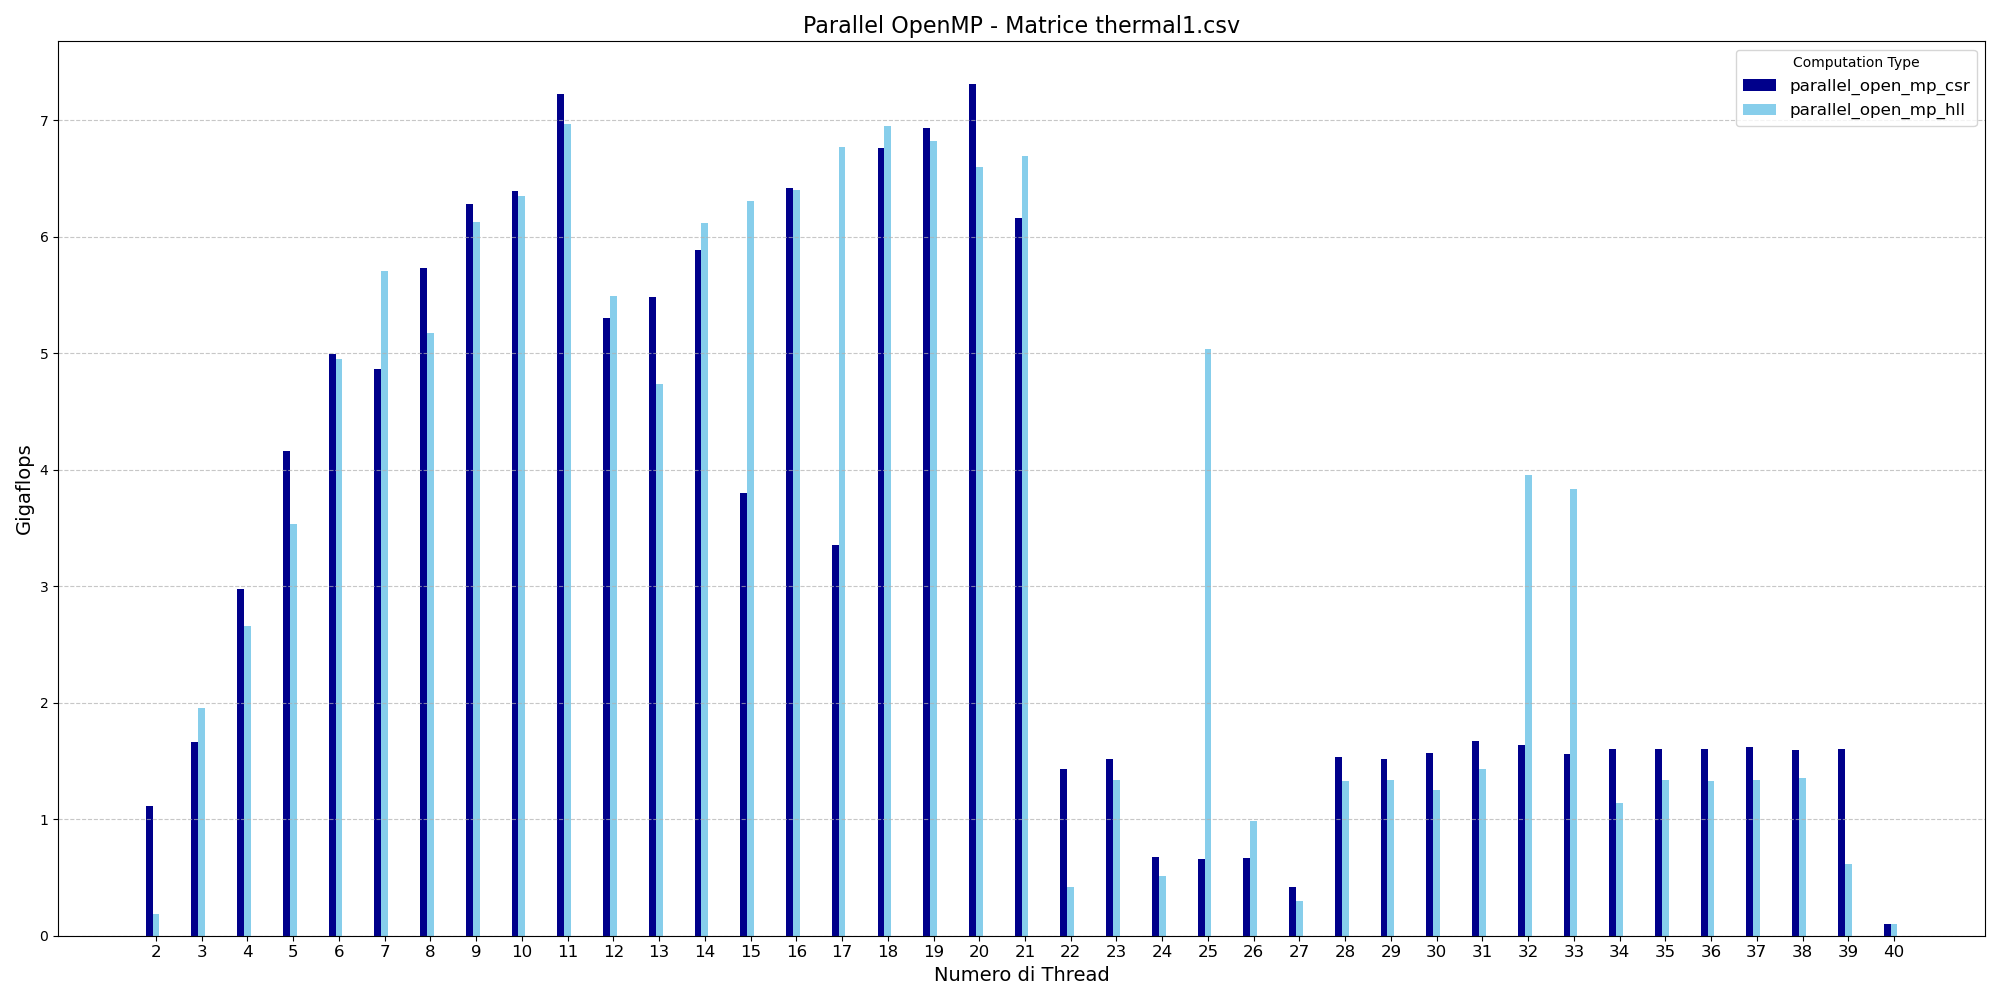 Parallel OpenMP - Matrice thermal1.csv
Computation Type
parallel_open_mp_csr
parallel_open_mp_hll
Gigaflops
7
6
5
4
3
2
1
0
2 3 4 5 6 7 8 9 10 11 12 13 14 15 16 17 18 19 20 21 22 23 24 25 26 27 28 29 30 31 32 33 34 35 36 37 38 39 40
Numero di Thread